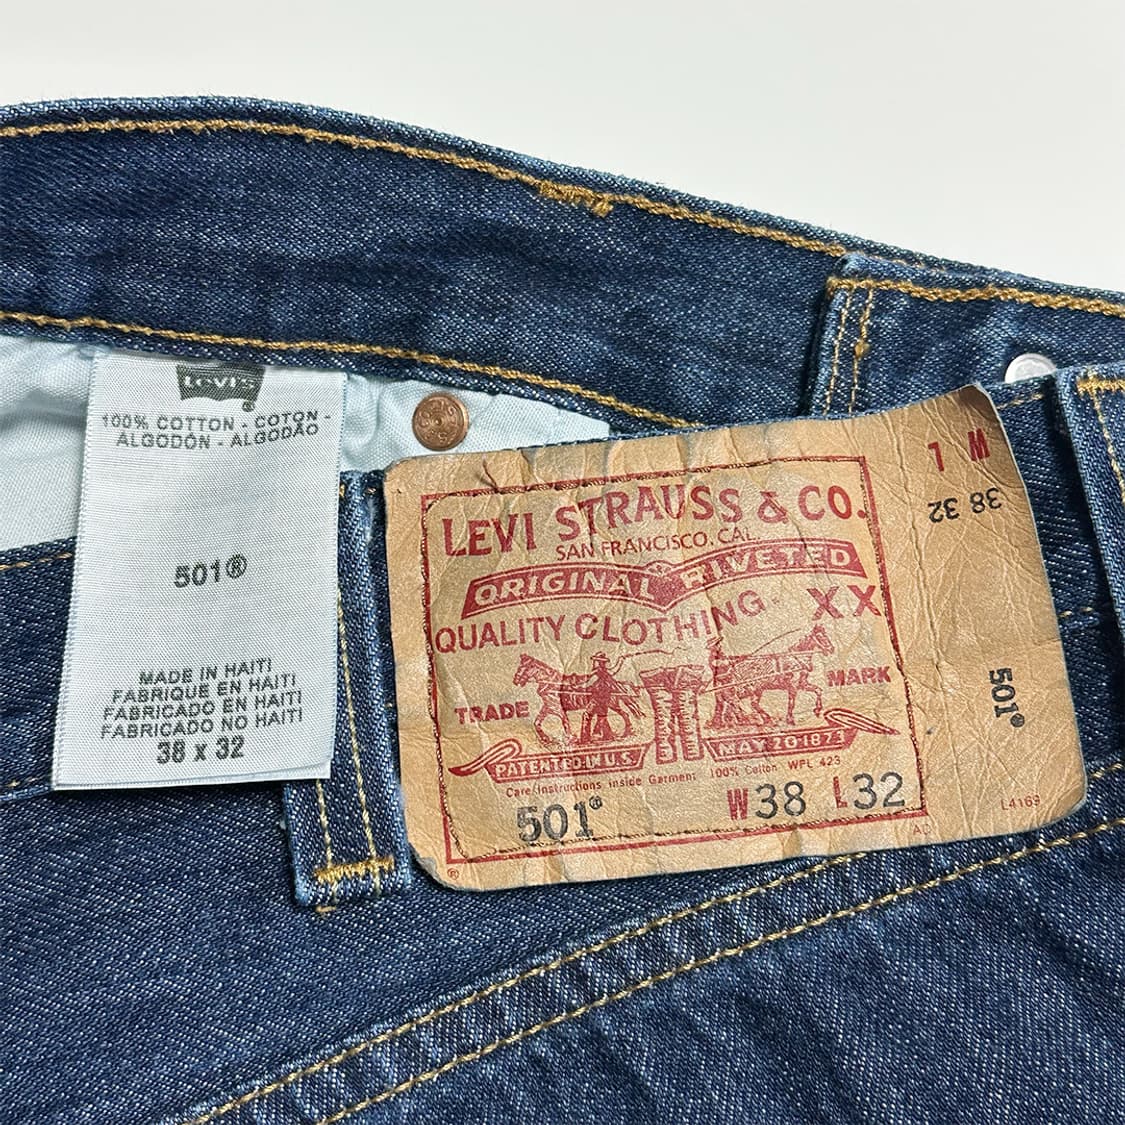 Levi's
®
100% COTTON - COTON -
ALGODÓN - ALGODÃO
501®
MADE IN HAITI
FABRIQUE EN HAITI
FABRICADO EN HAITI
FABRICADO NO HAITI
38 x 32
LEVI STRAUSS & CO.
SAN FRANCISCO, CAL.
ORIGINAL RIVETED
QUALITY CLOTHING XX
TRADE MARK
PATENTED IN U.S. MAY 20 1873
Care instructions inside Garment 100% Cotton WPL 423
501® W38 L32
®
L M
38 32
501®
L4169